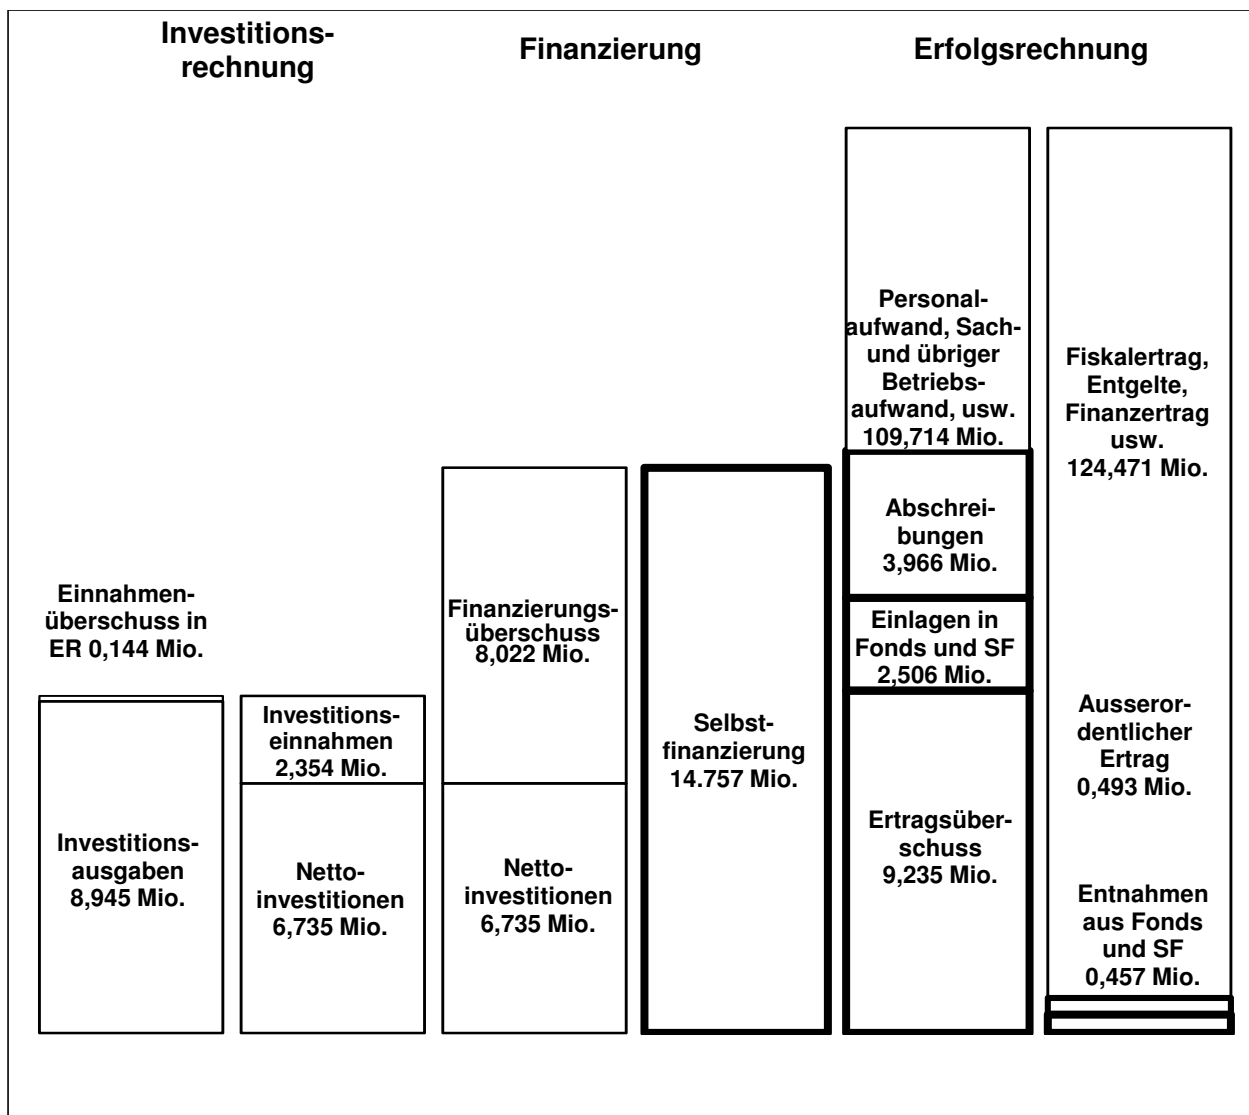 Investitions-
rechnung
Finanzierung
Erfolgsrechnung
Einnahmen-
überschuss in
ER 0,144 Mio.
Investitions-
ausgaben
8,945 Mio.
Investitions-
einnahmen
2,354 Mio.
Netto-
investitionen
6,735 Mio.
Finanzierungs-
überschuss
8,022 Mio.
Netto-
investitionen
6,735 Mio.
Selbst-
finanzierung
14.757 Mio.
Personal-
aufwand, Sach-
und übriger
Betriebs-
aufwand, usw.
109,714 Mio.
Abschrei-
bungen
3,966 Mio.
Einlagen in
Fonds und SF
2,506 Mio.
Ertragsüber-
schuss
9,235 Mio.
Fiskalertrag,
Entgelte,
Finanzertrag
usw.
124,471 Mio.
Ausseror-
dentlicher
Ertrag
0,493 Mio.
Entnahmen
aus Fonds
und SF
0,457 Mio.